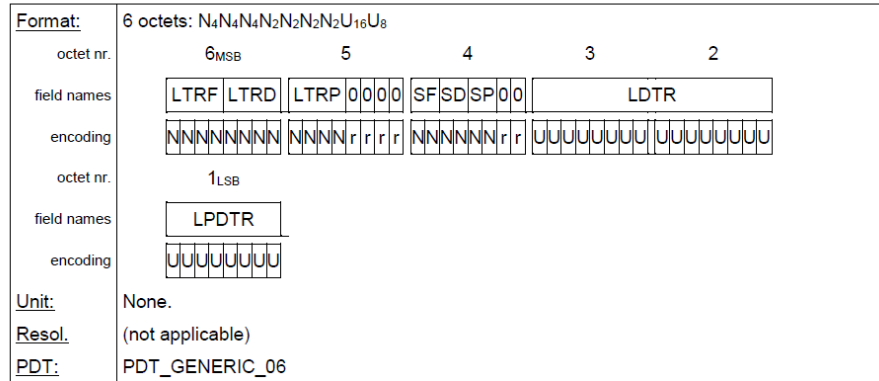 Format: 6 octets: N4N4N4N2N2N2N2U16U8
octet nr. 6MSB 5 4 3 2
field names LTRF LTRD LTRP 0 0 0 0 SF SD SP 0 0 LDTR
encoding N N N N N N N N N N N N r r r r N N N N N N r r U U U U U U U U U U U U U U U U
octet nr. 1LSB
field names LPDTR
encoding U U U U U U U U
Unit: None.
Resol. (not applicable)
PDT: PDT_GENERIC_06